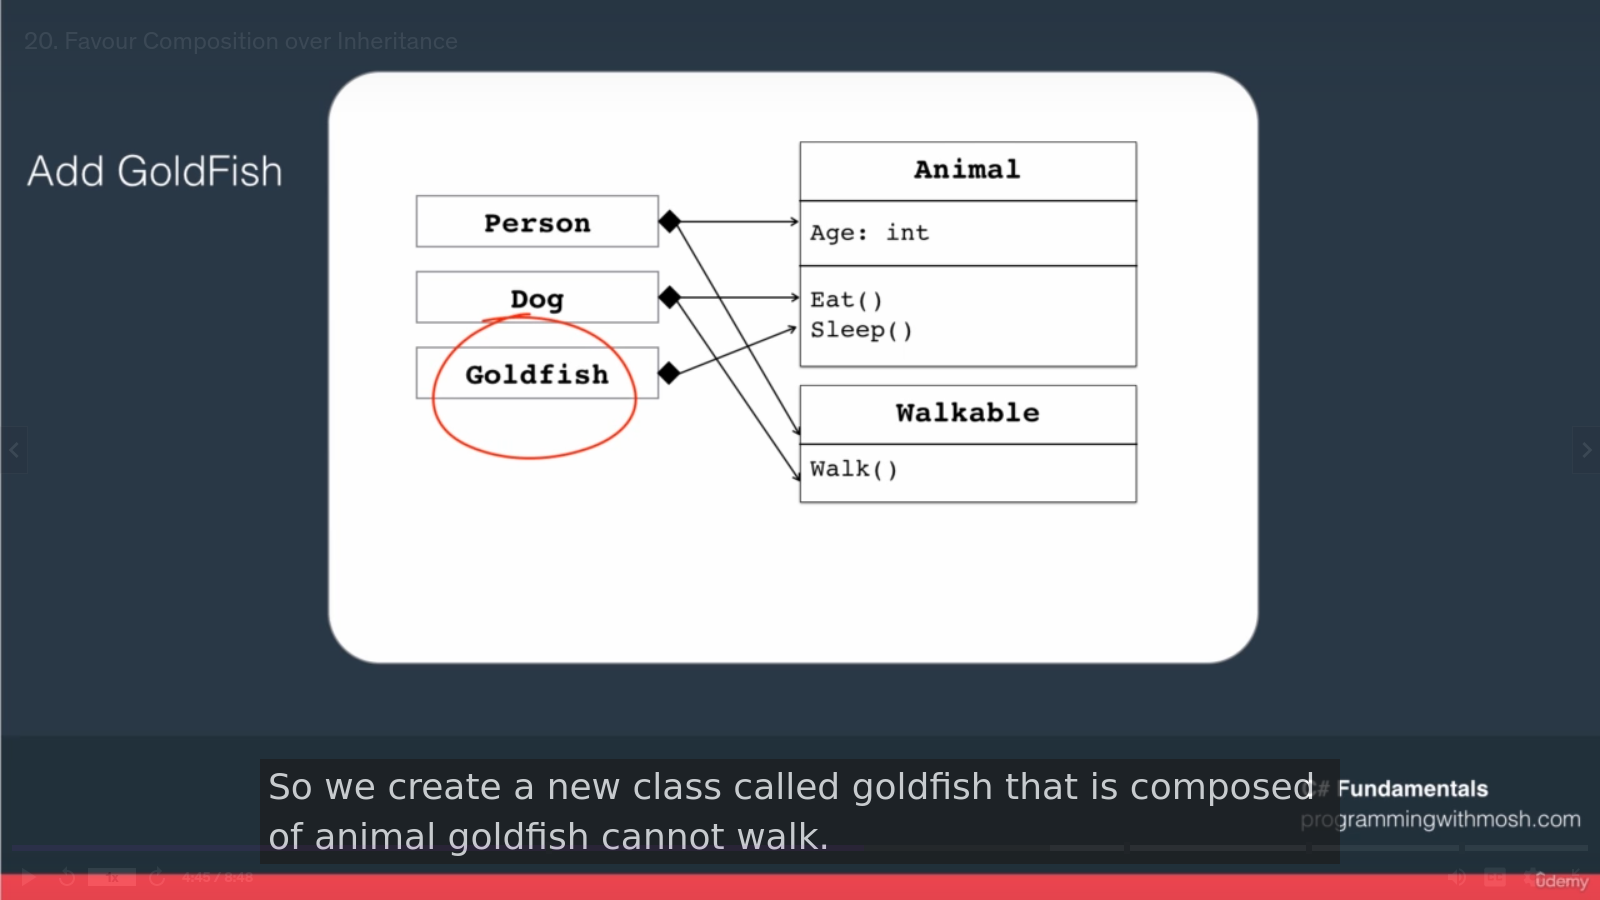 20. Favour Composition over Inheritance
Add GoldFish
Person
Dog
Goldfish
Animal
Age: int
Eat()
Sleep()
Walkable
Walk()
So we create a new class called goldfish that is composed
of animal goldfish cannot walk.
C# Fundamentals
programmingwithmosh.com
1x
4:45 / 8:48
CC
ûdemy